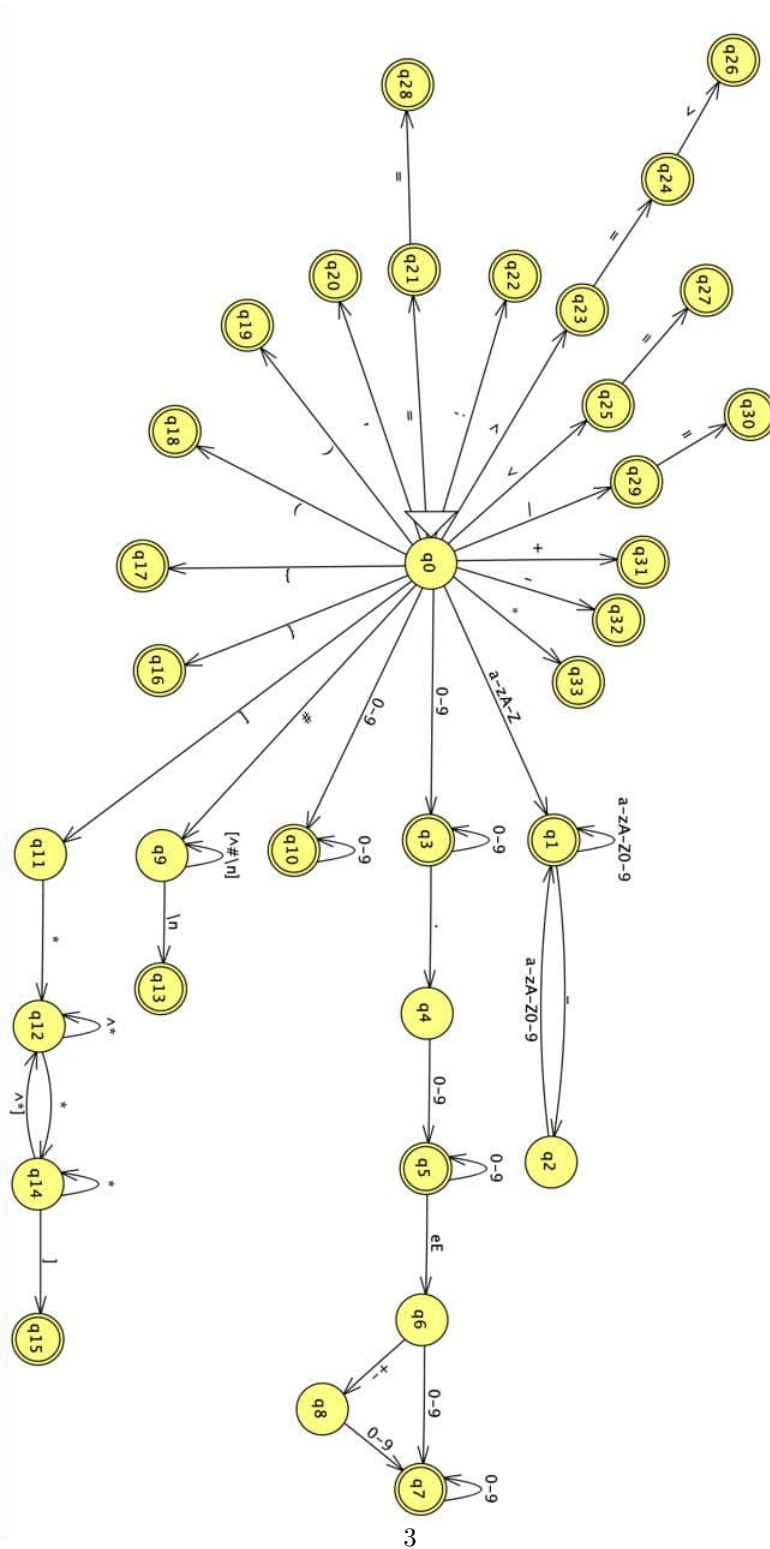 q26
q30
>
q27
q24
=
q31
q32
=
q29
=
a-zA-Z0-9
q25
q23
q33
+
-
*
>
<
q1
_
q2
q22
;
a-zA-Z
a-zA-Z0-9
0-9
0-9
0-9
q28
=
q21
=
q0
0-9
q3
.
q4
0-9
q5
eE
q6
0-9
q7
q20
,
0-9
+-
0-9
q8
0-9
q10
q19
)
#
[^#\n]
q18
(
\n
q9
q13
q17
}
{
q16
[
^*
*
*
*
q11
q12
q14
]
q15
^*]
3